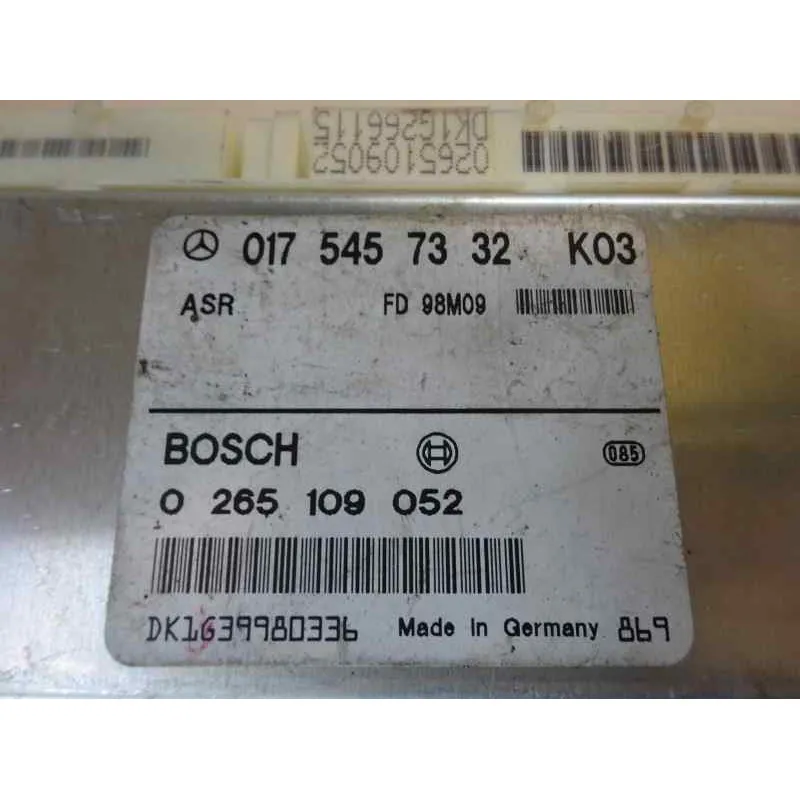 0265109052
DK1G266115
017 545 73 32 K03
ASR FD 98M09
BOSCH 085
0 265 109 052
DK1G39980336 Made in Germany 869